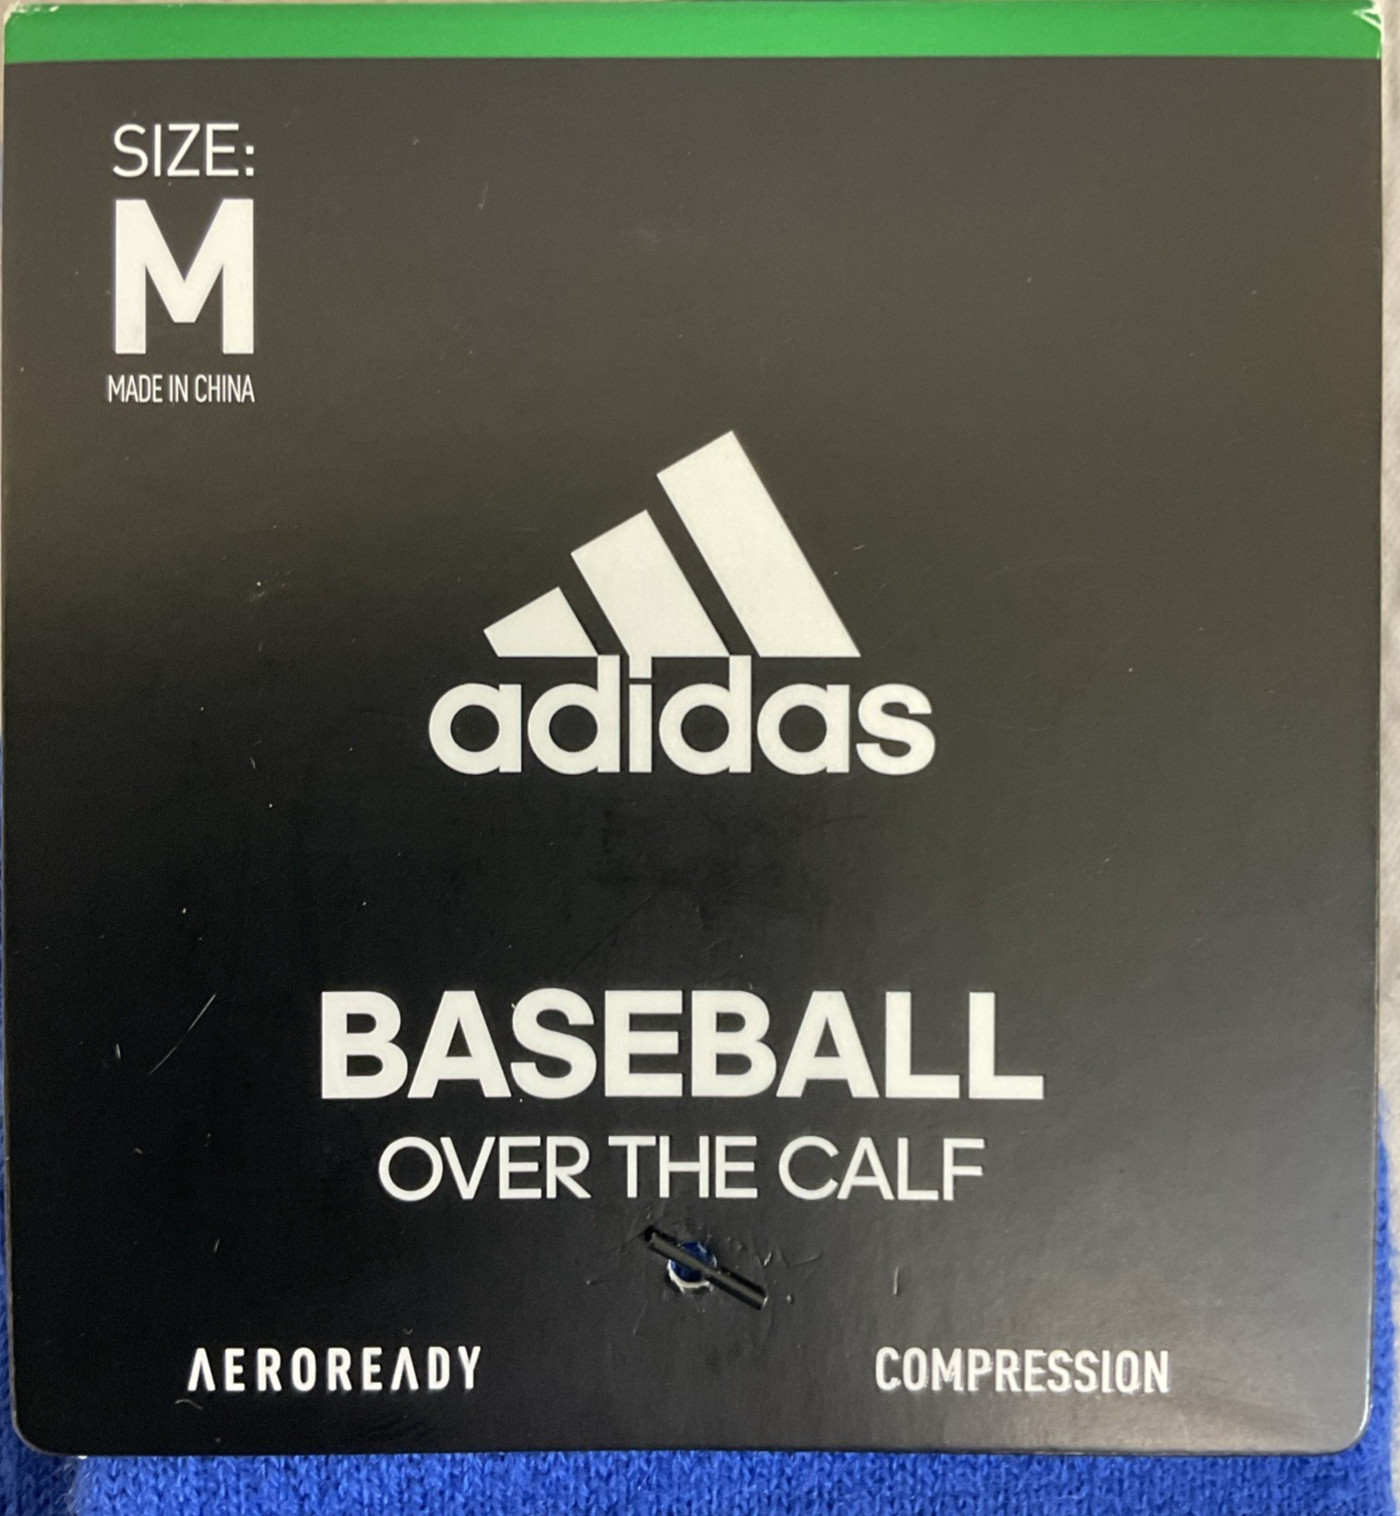 SIZE:
M
MADE IN CHINA
adidas
BASEBALL
OVER THE CALF
AEROREADY
COMPRESSION